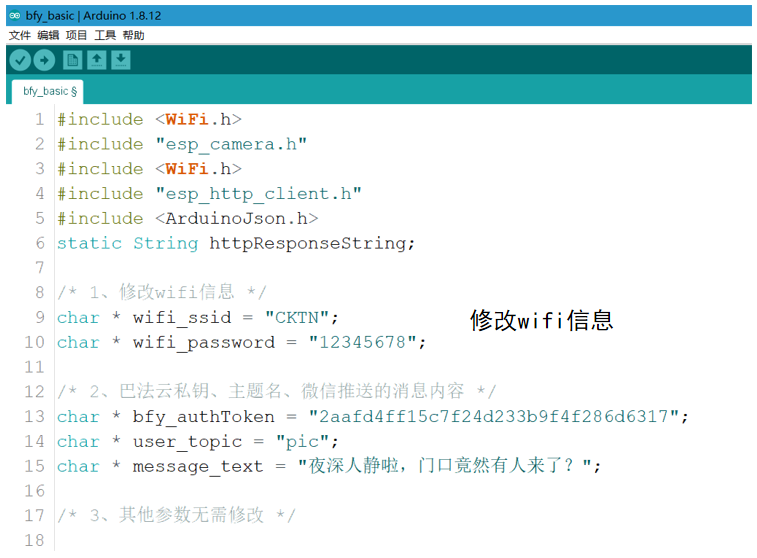 bfy_basic | Arduino 1.8.12
文件 编辑 项目 工具 帮助
bfy_basic §
1 #include <WiFi.h>
2 #include "esp_camera.h"
3 #include <WiFi.h>
4 #include "esp_http_client.h"
5 #include <ArduinoJson.h>
6 static String httpResponseString;
7
8 /* 1、修改wifi信息 */
9 char * wifi_ssid = "CKTN";
修改wifi信息
10 char * wifi_password = "12345678";
11
12 /* 2、巴法云私钥、主题名、微信推送的消息内容 */
13 char * bfy_authToken = "2aafd4ff15c7f24d233b9f4f286d6317";
14 char * user_topic = "pic";
15 char * message_text = "夜深人静啦，门口竟然有人来了？";
16
17 /* 3、其他参数无需修改 */
18